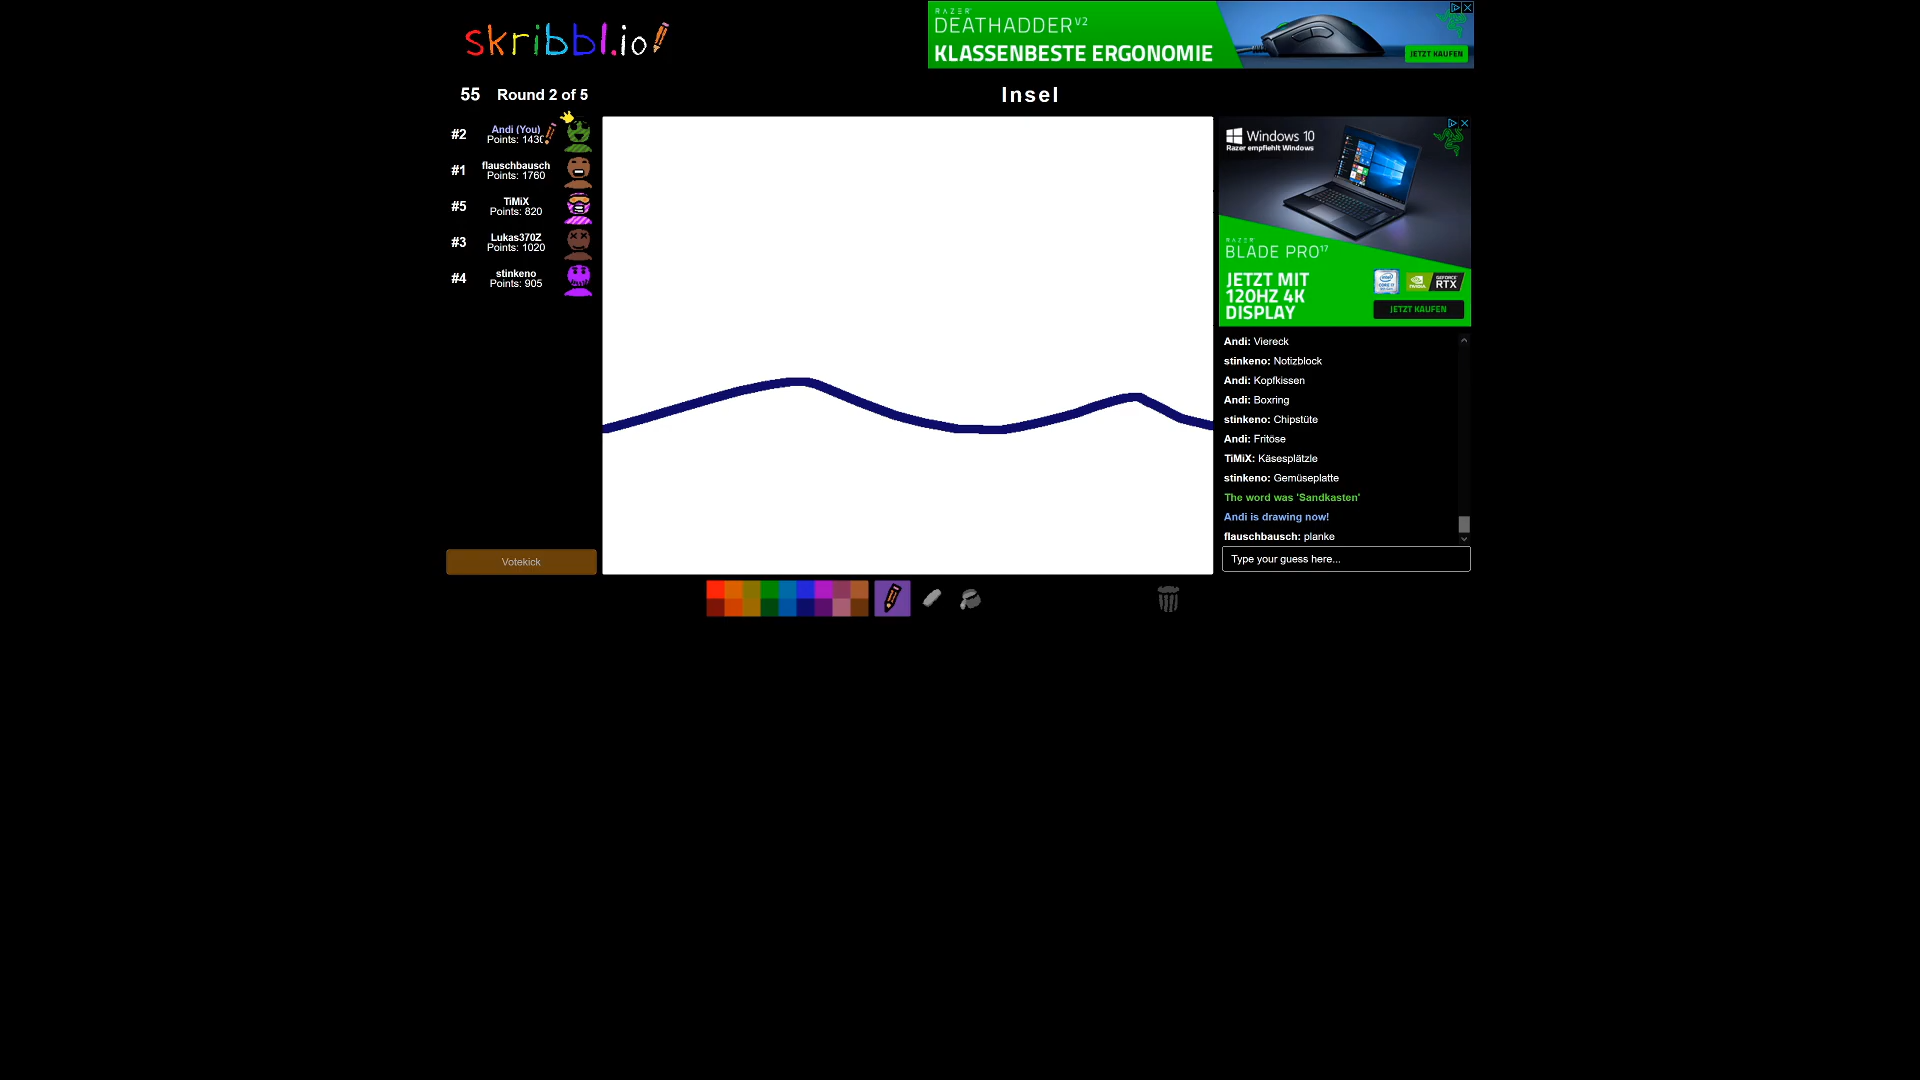 skribbl.io
RAZER
DEATHADDER V2
KLASSENBESTE ERGONOMIE
JETZT KAUFEN
55
Round 2 of 5
Insel
#2
Andi (You)
Points: 1430
#1
flauschbausch
Points: 1760
#5
TiMiX
Points: 820
#3
Lukas370Z
Points: 1020
#4
stinkeno
Points: 905
Votekick
Windows 10
Razer empfiehlt Windows
RAZER
BLADE PRO 17
JETZT MIT
120HZ 4K
DISPLAY
GEFORCE
RTX
JETZT KAUFEN
Andi: Viereck
stinkeno: Notizblock
Andi: Kopfkissen
Andi: Boxring
stinkeno: Chipstüte
Andi: Fritöse
TiMiX: Käsesplätzle
stinkeno: Gemüseplatte
The word was 'Sandkasten'
Andi is drawing now!
flauschbausch: planke
Type your guess here...